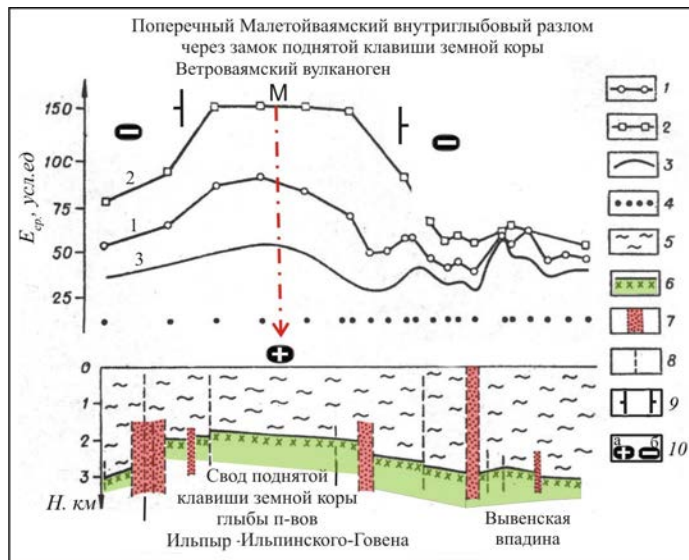 Поперечный Малетойваямский внутриглыбовый разлом
через замок поднятой клавиши земной коры
Ветроваямский вулканоген
М
150
10С
75
50
25
Eср., усл.ед
2
1
3
0
1
2
3
Н. км
Свод поднятой
клавиши земной коры
глыбы п-вов
Ильпыр -Ильпинского-Говена
Вывенская
впадина
1
2
3
4
5
6
7
8
9
а б 10